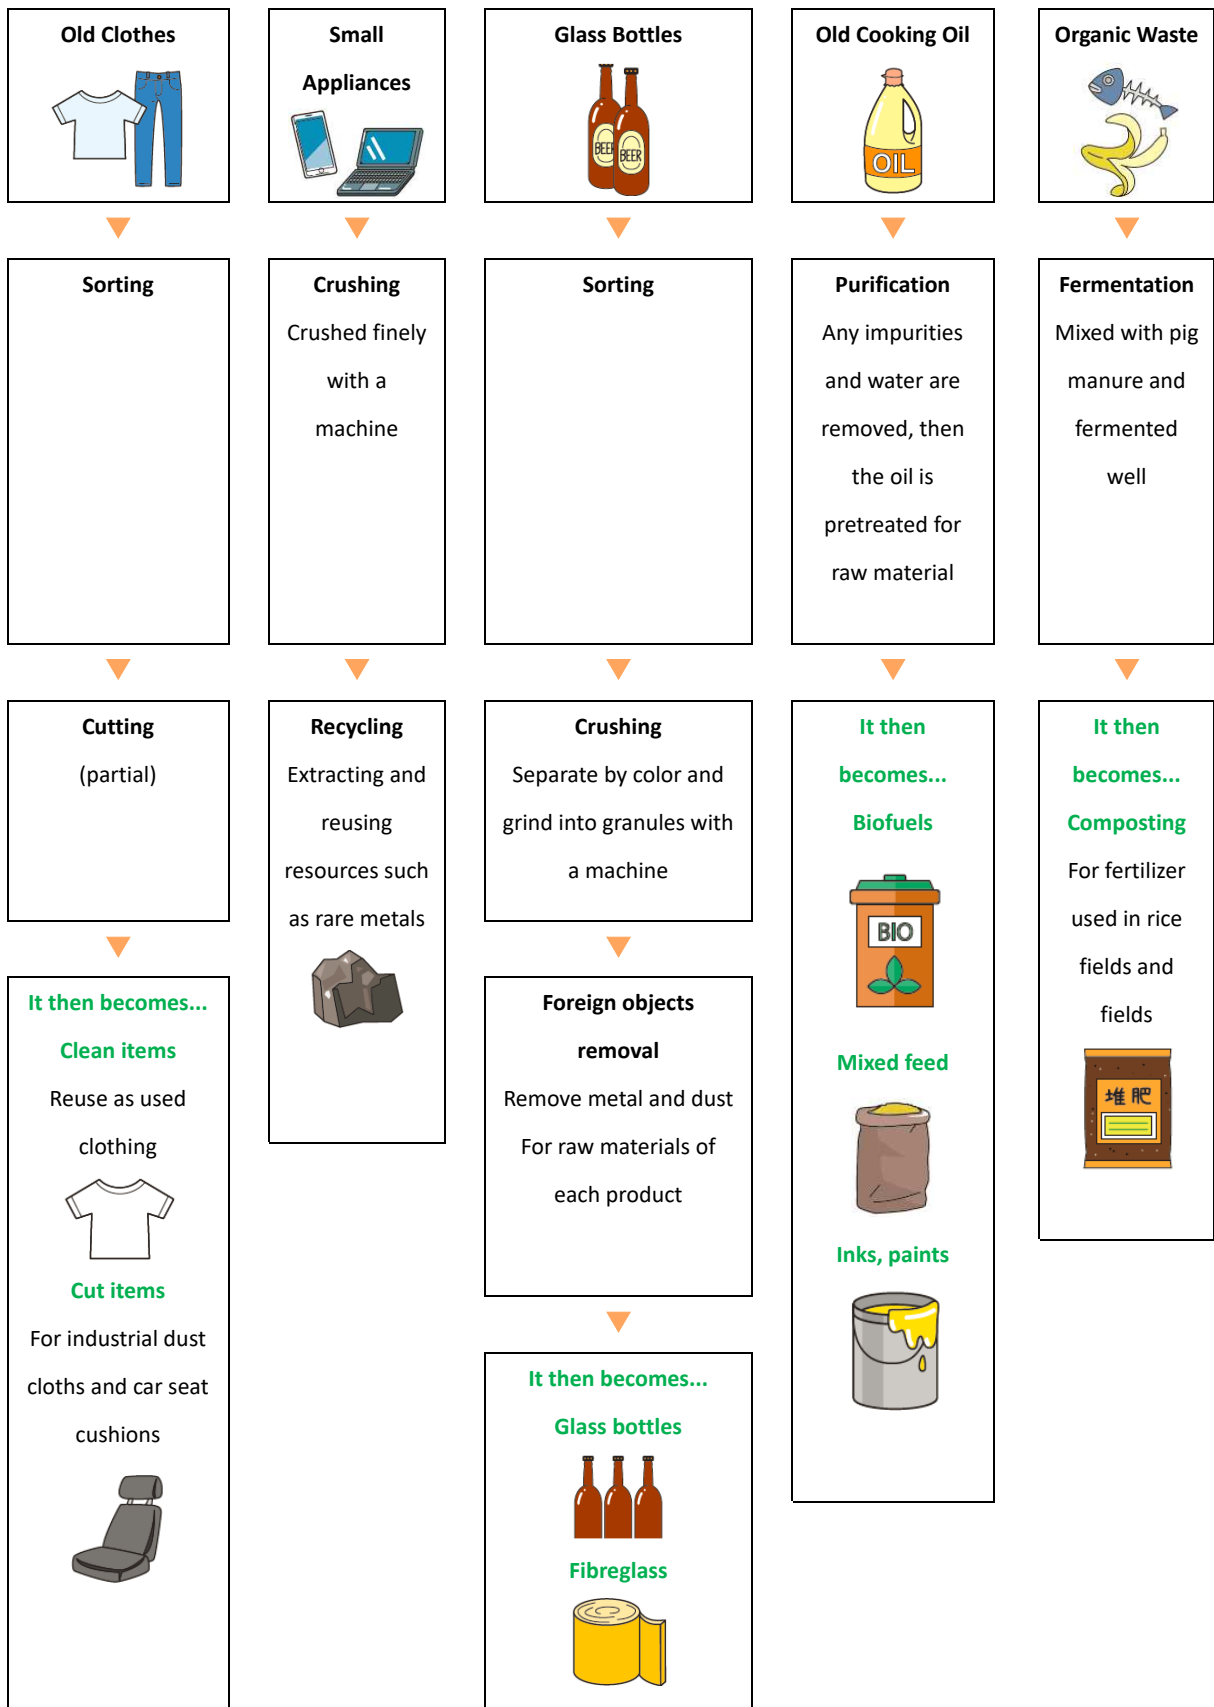 Old Clothes
Sorting
Cutting
(partial)
It then becomes...
Clean items
Reuse as used
clothing
Cut items
For industrial dust
cloths and car seat
cushions
Small
Appliances
Crushing
Crushed finely
with a
machine
Recycling
Extracting and
reusing
resources such
as rare metals
Glass Bottles
BEER
BEER
Sorting
Crushing
Separate by color and
grind into granules with
a machine
Foreign objects
removal
Remove metal and dust
For raw materials of
each product
It then becomes...
Glass bottles
Fibreglass
Old Cooking Oil
OIL
Purification
Any impurities
and water are
removed, then
the oil is
pretreated for
raw material
It then
becomes...
Biofuels
BIO
Mixed feed
Inks, paints
Organic Waste
Fermentation
Mixed with pig
manure and
fermented
well
It then
becomes...
Composting
For fertilizer
used in rice
fields and
fields
堆肥